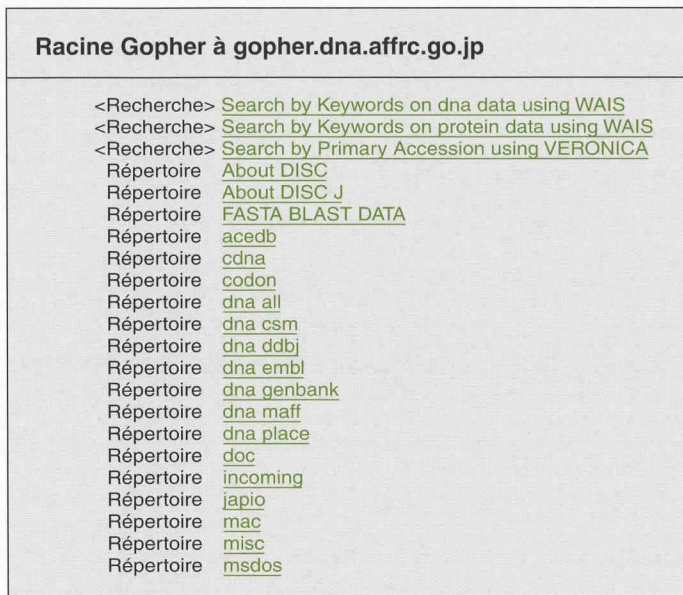 Racine Gopher à gopher.dna.affrc.go.jp
<Recherche> Search by Keywords on dna data using WAIS
<Recherche> Search by Keywords on protein data using WAIS
<Recherche> Search by Primary Accession using VERONICA
Répertoire About DISC
Répertoire About DISC J
Répertoire FASTA BLAST DATA
Répertoire acedb
Répertoire cdna
Répertoire codon
Répertoire dna all
Répertoire dna csm
Répertoire dna ddbj
Répertoire dna embl
Répertoire dna genbank
Répertoire dna maff
Répertoire dna place
Répertoire doc
Répertoire incoming
Répertoire japio
Répertoire mac
Répertoire misc
Répertoire msdos